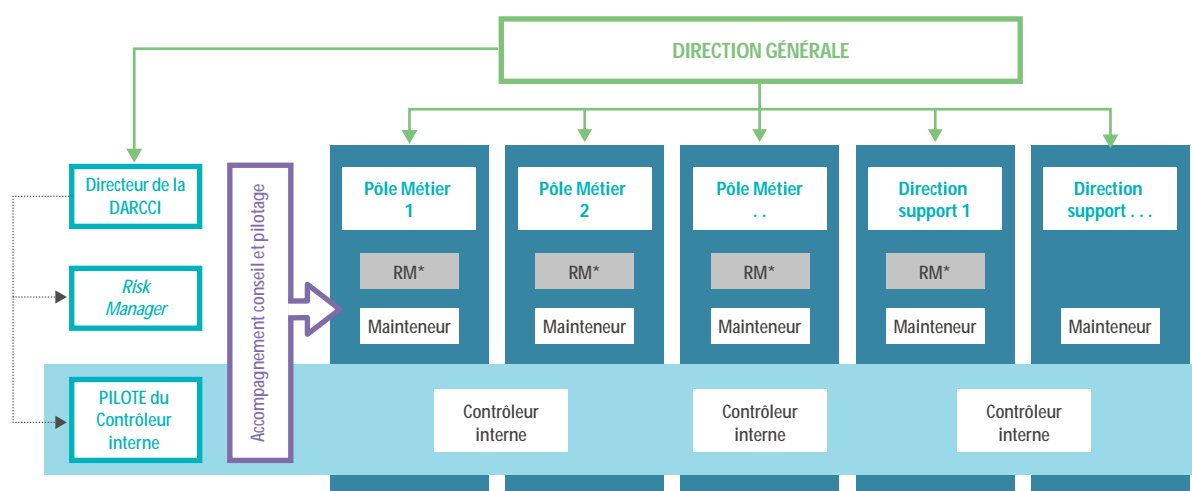 DIRECTION GÉNÉRALE
Directeur de la
DARCCI
Risk
Manager
PILOTE du
Contrôleur
interne
Accompagnement conseil et pilotage
Pôle Métier
1
Pôle Métier
2
Pôle Métier
. .
Direction
support 1
Direction
support . . .
RM*
RM*
RM*
RM*
Mainteneur
Mainteneur
Mainteneur
Mainteneur
Mainteneur
Contrôleur
interne
Contrôleur
interne
Contrôleur
interne